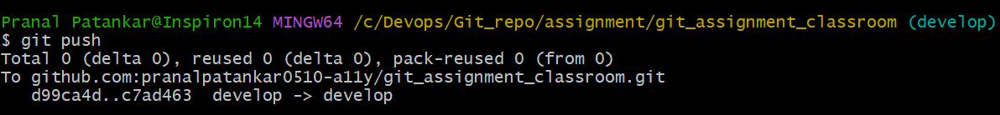 Pranal Patankar@Inspiron14 MINGW64 /c/Devops/Git_repo/assignment/git_assignment_classroom (develop)
$ git push
Total 0 (delta 0), reused 0 (delta 0), pack-reused 0 (from 0)
To github.com:pranalpatankar0510-a11y/git_assignment_classroom.git
   d99ca4d..c7ad463  develop -> develop